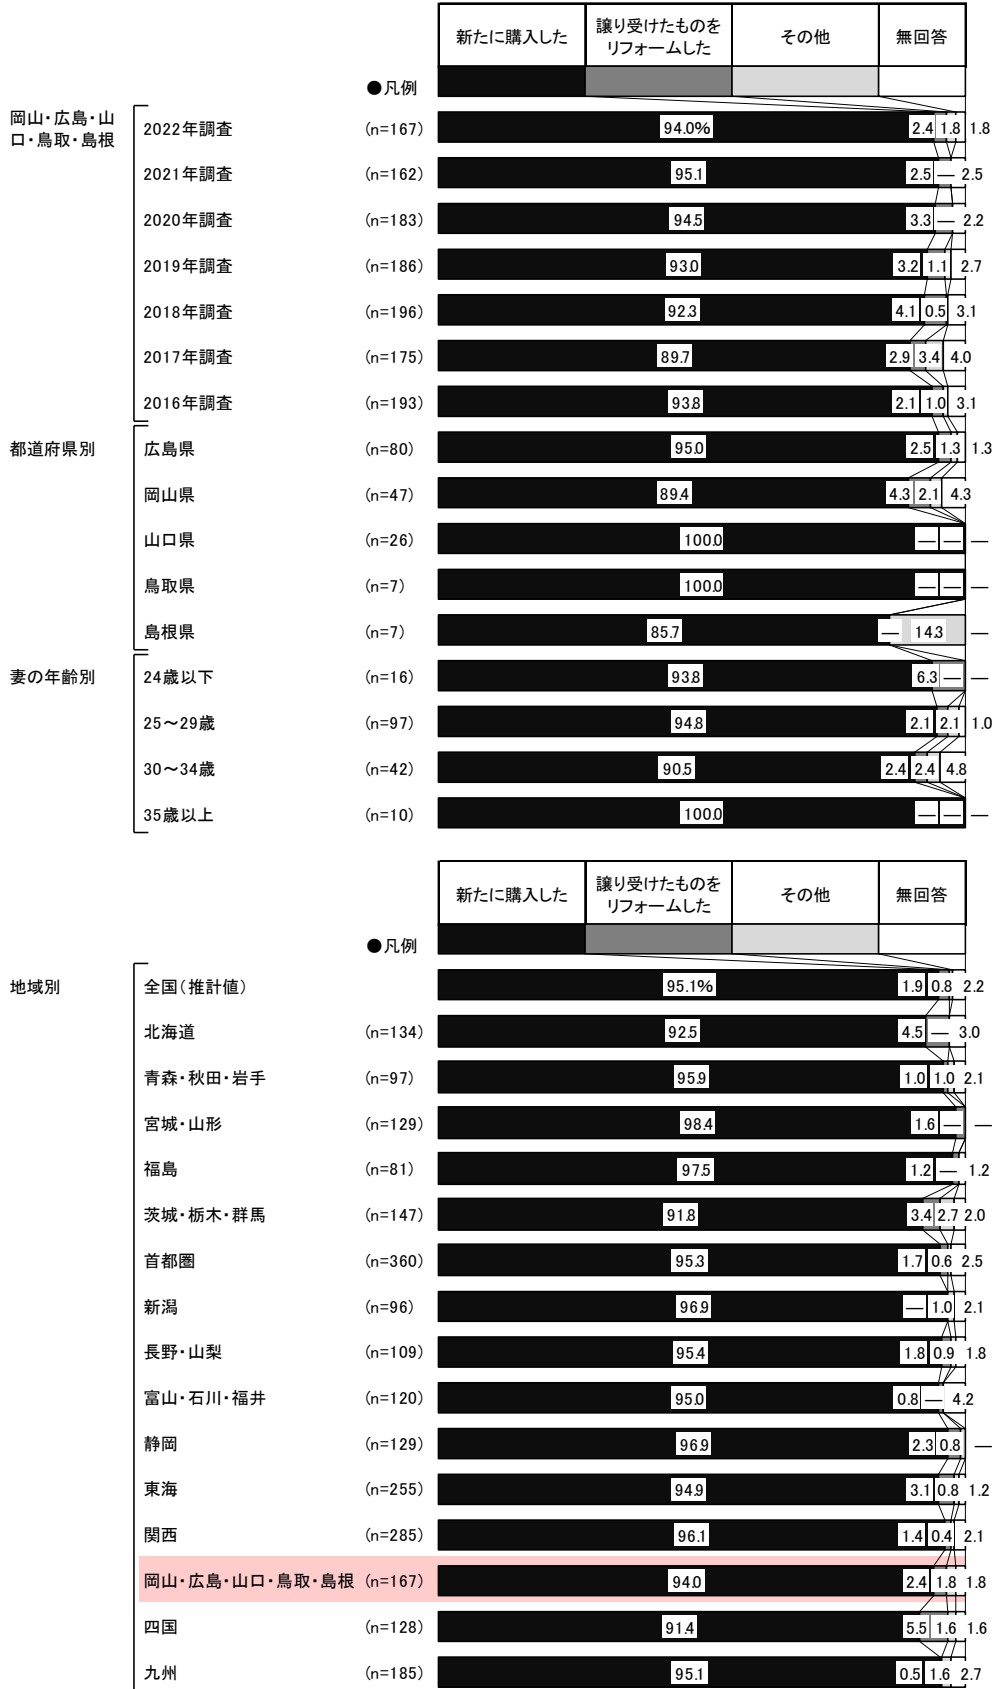 新たに購入した 譲り受けたものを その他 無回答
リフォームした
●凡例
岡山・広島・山
口・鳥取・島根
2022年調査 (n=167) 94.0% 2.4 1.8 1.8
2021年調査 (n=162) 95.1 2.5 — 2.5
2020年調査 (n=183) 94.5 3.3 — 2.2
2019年調査 (n=186) 93.0 3.2 1.1 2.7
2018年調査 (n=196) 92.3 4.1 0.5 3.1
2017年調査 (n=175) 89.7 2.9 3.4 4.0
2016年調査 (n=193) 93.8 2.1 1.0 3.1
都道府県別 広島県 (n=80) 95.0 2.5 1.3 1.3
岡山県 (n=47) 89.4 4.3 2.1 4.3
山口県 (n=26) 100.0 — — —
鳥取県 (n=7) 100.0 — — —
島根県 (n=7) 85.7 — 14.3 —
妻の年齢別 24歳以下 (n=16) 93.8 6.3 — —
25～29歳 (n=97) 94.8 2.1 2.1 1.0
30～34歳 (n=42) 90.5 2.4 2.4 4.8
35歳以上 (n=10) 100.0 — — —
新たに購入した 譲り受けたものを その他 無回答
リフォームした
●凡例
地域別 全国(推計値) 95.1% 1.9 0.8 2.2
北海道 (n=134) 92.5 4.5 — 3.0
青森・秋田・岩手 (n=97) 95.9 1.0 1.0 2.1
宮城・山形 (n=129) 98.4 1.6 — —
福島 (n=81) 97.5 1.2 — 1.2
茨城・栃木・群馬 (n=147) 91.8 3.4 2.7 2.0
首都圏 (n=360) 95.3 1.7 0.6 2.5
新潟 (n=96) 96.9 — 1.0 2.1
長野・山梨 (n=109) 95.4 1.8 0.9 1.8
富山・石川・福井 (n=120) 95.0 0.8 — 4.2
静岡 (n=129) 96.9 2.3 0.8 —
東海 (n=255) 94.9 3.1 0.8 1.2
関西 (n=285) 96.1 1.4 0.4 2.1
岡山・広島・山口・鳥取・島根 (n=167) 94.0 2.4 1.8 1.8
四国 (n=128) 91.4 5.5 1.6 1.6
九州 (n=185) 95.1 0.5 1.6 2.7